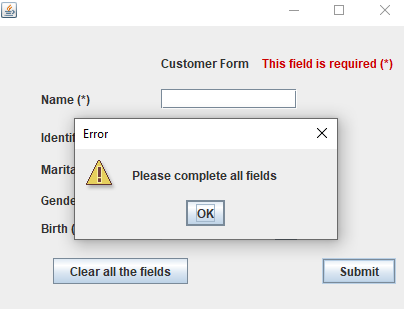 Customer Form This field is required (*)
Name (*)
Error
Identit
Please complete all fields
Marita
Gende
OK
Birth (
Clear all the fields Submit